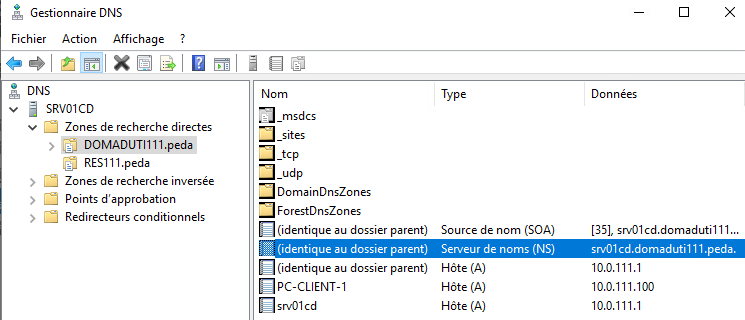 Gestionnaire DNS
Fichier Action Affichage ?
DNS
SRV01CD
Zones de recherche directes
DOMADUTI111.peda
RES111.peda
Zones de recherche inversée
Points d'approbation
Redirecteurs conditionnels
Nom Type Données
_msdcs
_sites
_tcp
_udp
DomainDnsZones
ForestDnsZones
(identique au dossier parent) Source de nom (SOA) [35], srv01cd.domaduti111...
(identique au dossier parent) Serveur de noms (NS) srv01cd.domaduti111.peda.
(identique au dossier parent) Hôte (A) 10.0.111.1
PC-CLIENT-1 Hôte (A) 10.0.111.100
srv01cd Hôte (A) 10.0.111.1